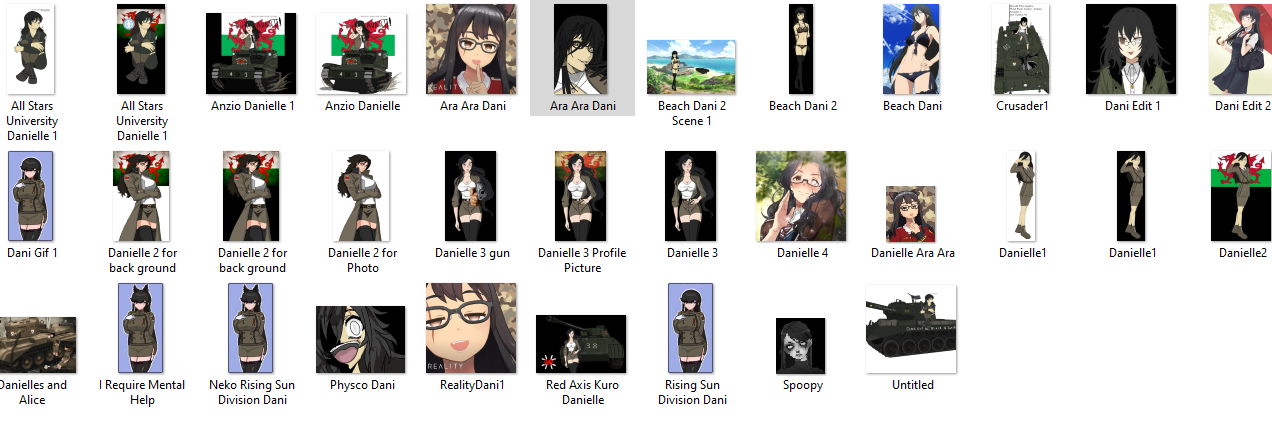 All Stars
University
Danielle 1
All Stars
University
Danielle 1
Anzio Danielle 1
Anzio Danielle
Ara Ara Dani
Ara Ara Dani
Beach Dani 2
Scene 1
Beach Dani 2
Beach Dani
Crusader1
Dani Edit 1
Dani Edit 2
REALITY
Dani Gif 1
Danielle 2 for
back ground
Danielle 2 for
back ground
Danielle 2 for
Photo
Danielle 3 gun
Danielle 3 Profile
Picture
Danielle 3
Danielle 4
Danielle Ara Ara
Danielle1
Danielle1
Danielle2
Danielles and
Alice
I Require Mental
Help
Neko Rising Sun
Division Dani
Physco Dani
REALITY
RealityDani1
38
Red Axis Kuro
Danielle
Rising Sun
Division Dani
Spoopy
Untitled